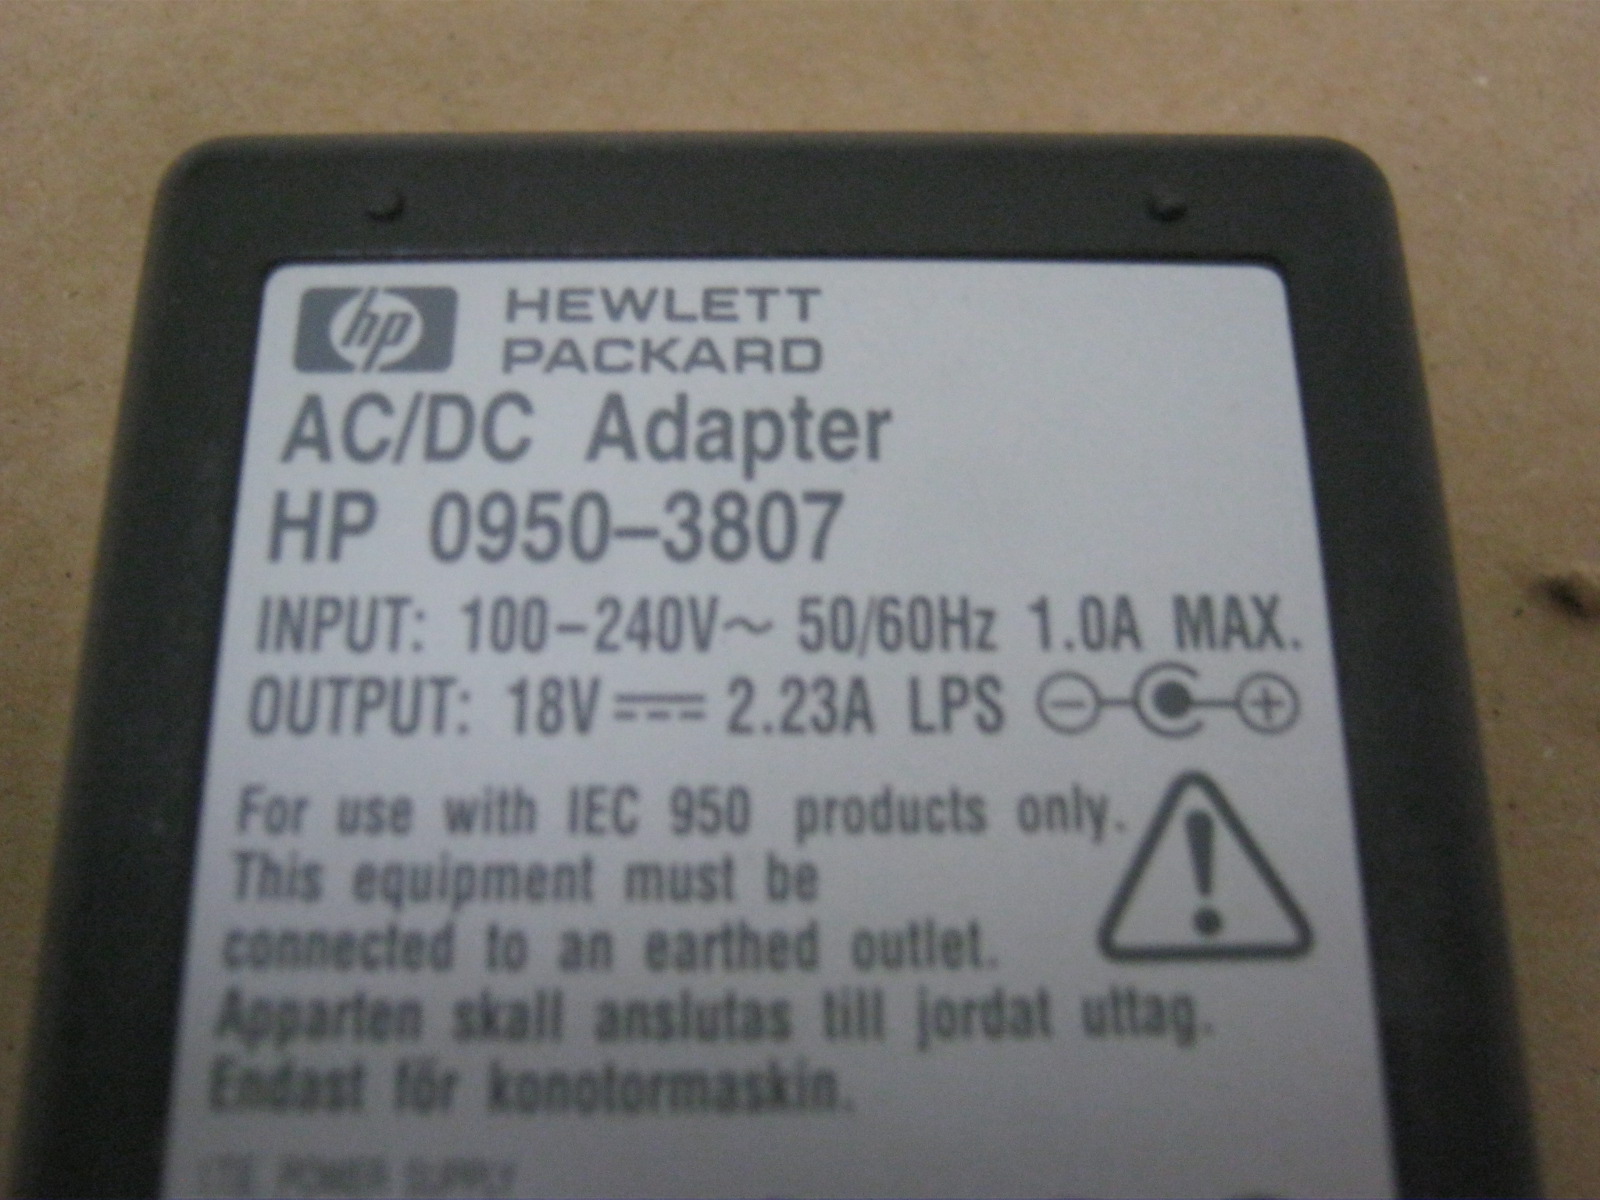 hp HEWLETT
PACKARD
AC/DC Adapter
HP 0950-3807
INPUT: 100-240V~ 50/60Hz 1.0A MAX.
OUTPUT: 18V⎓2.23A LPS
For use with IEC 950 products only.
This equipment must be
connected to an earthed outlet.
Apparten skall anslutas till jordat uttag.
Endast för konotormaskin.
POWER SUPPLY